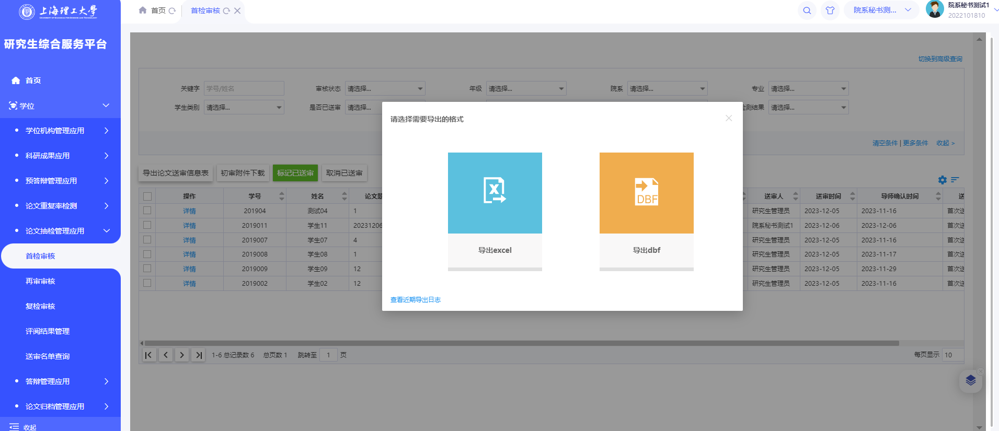 上海理工大学
UNIVERSITY OF SHANGHAI FOR SCIENCE AND TECHNOLOGY
研究生综合服务平台
首页
学位
学位机构管理应用
科研成果应用
预答辩管理应用
论文重复率检测
论文抽检管理应用
首检审核
再审审核
复检审核
评阅结果管理
送审名单查询
答辩管理应用
论文归档管理应用
收起
首页
首检审核
院系秘书测...
院系秘书测试1
2022101810
切换到高级查询
关键字 学号/姓名 审核状态 请选择... 年级 请选择... 院系 请选择... 专业 请选择...
学生类别 请选择... 是否已送审 请选择... 检测结果 请选择...
清空条件 | 更多条件 收起 >
导出论文送审信息表 初审附件下载 标记已送审 取消已送审
操作 学号 姓名 论文题 送审人 送审时间 导师确认时间 送
详情 201904 测试04 1 研究生管理员 2023-12-05 2023-11-16 首次送
详情 2019011 学生11 20231206 院系秘书测试1 2023-12-06 2023-12-06 首次送
详情 2019007 学生07 4 研究生管理员 2023-12-05 2023-11-16 首次送
详情 2019008 学生08 1 研究生管理员 2023-12-05 2023-11-17 首次送
详情 2019009 学生09 12 研究生管理员 2023-12-05 2023-11-29 首次送
详情 2019002 学生02 12 研究生管理员 2023-12-05 2023-11-16 首次送
1-6 总记录数 6 总页数 1 跳转至 1 页 每页显示 10
请选择需要导出的格式
X
DBF
导出excel
导出dbf
查看近期导出日志